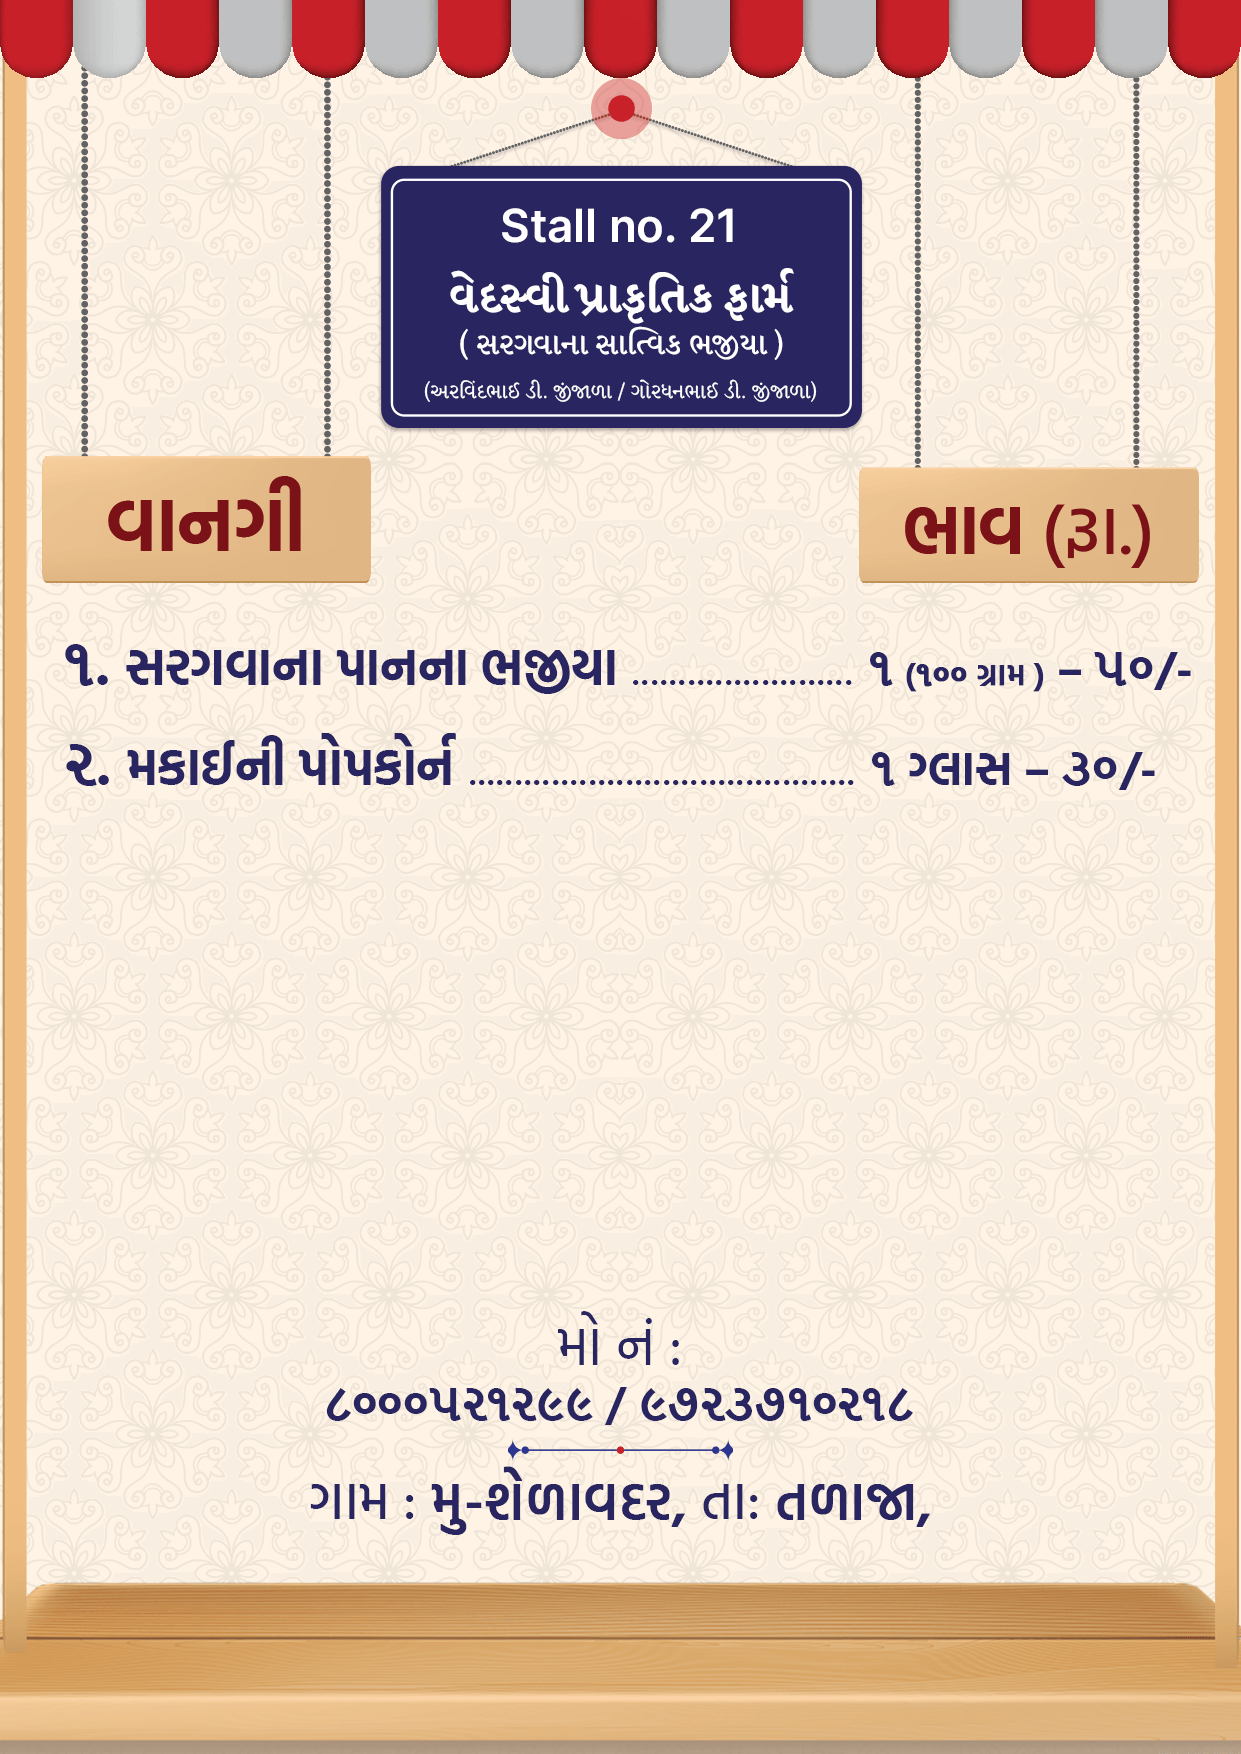 Stall no. 21
વેદસ્વી પ્રાકૃતિક ફાર્મ
( સરગવાના સાત્વિક ભજીયા )
(અરવિંદભાઈ ડી. જીંજાળા / ગોરધનભાઈ ડી. જીંજાળા)
વાનગી ભાવ (રૂા.)
૧. સરગવાના પાનના ભજીયા ........................ ૧ (૧૦૦ ગ્રામ ) – ૫૦/-
૨. મકાઈની પોપકોર્ન .......................................... ૧ ગ્લાસ – ૩૦/-
મો નં :
૮૦૦૦૫૨૧૨૯૯ / ૯૭૨૩૭૧૦૨૧૮
ગામ : મુ-શેળાવદર, તા: તળાજા,